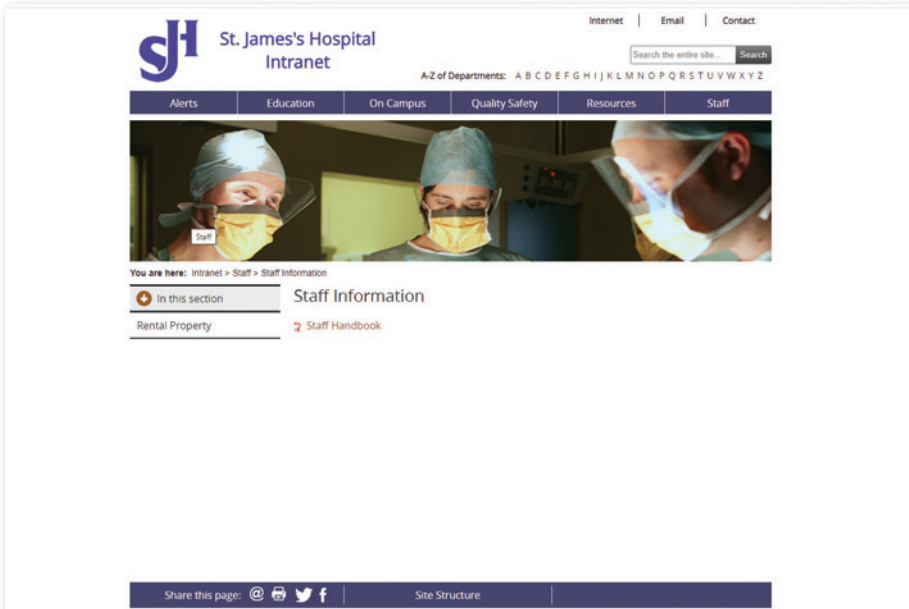 Internet | Email | Contact
SJH
St. James's Hospital
Intranet
Search the entire site... Search
A-Z of Departments: A B C D E F G H I J K L M N O P Q R S T U V W X Y Z
Alerts Education On Campus Quality Safety Resources Staff
Staff
You are here: Intranet > Staff > Staff Information
In this section
Staff Information
Rental Property
Staff Handbook
Share this page: @ f Site Structure